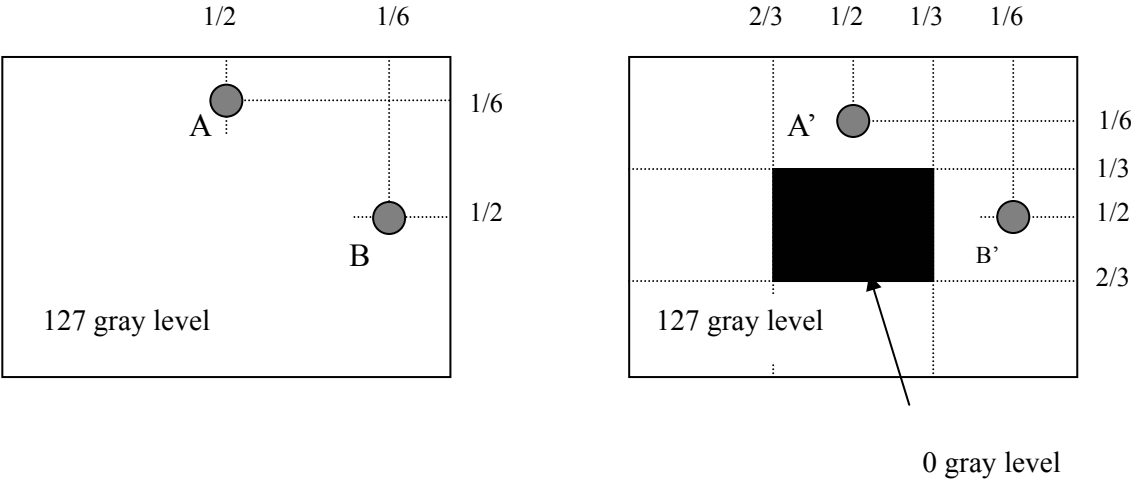 1/2 1/6
1/6
A
1/2
B
127 gray level
2/3 1/2 1/3 1/6
A’ 1/6
1/3
1/2
B’
2/3
127 gray level
0 gray level